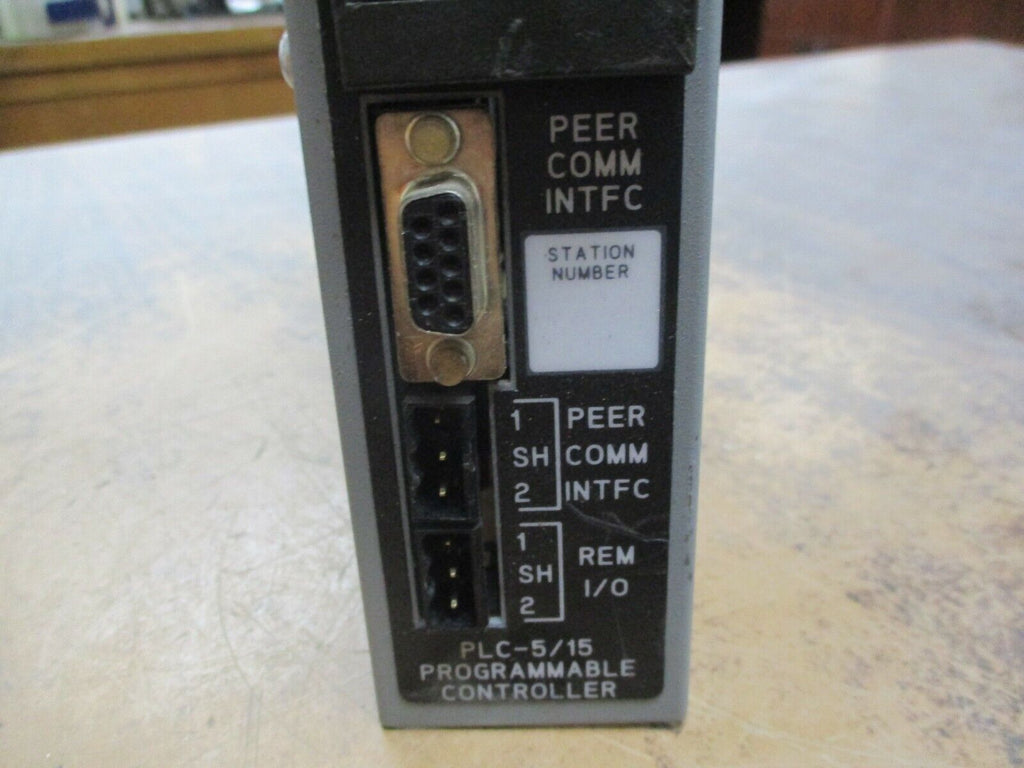 PEER
COMM
INTFC
STATION
NUMBER
1 PEER
SH COMM
2 INTFC
1
REM
SH
I/O
2
PLC-5/15
PROGRAMMABLE
CONTROLLER